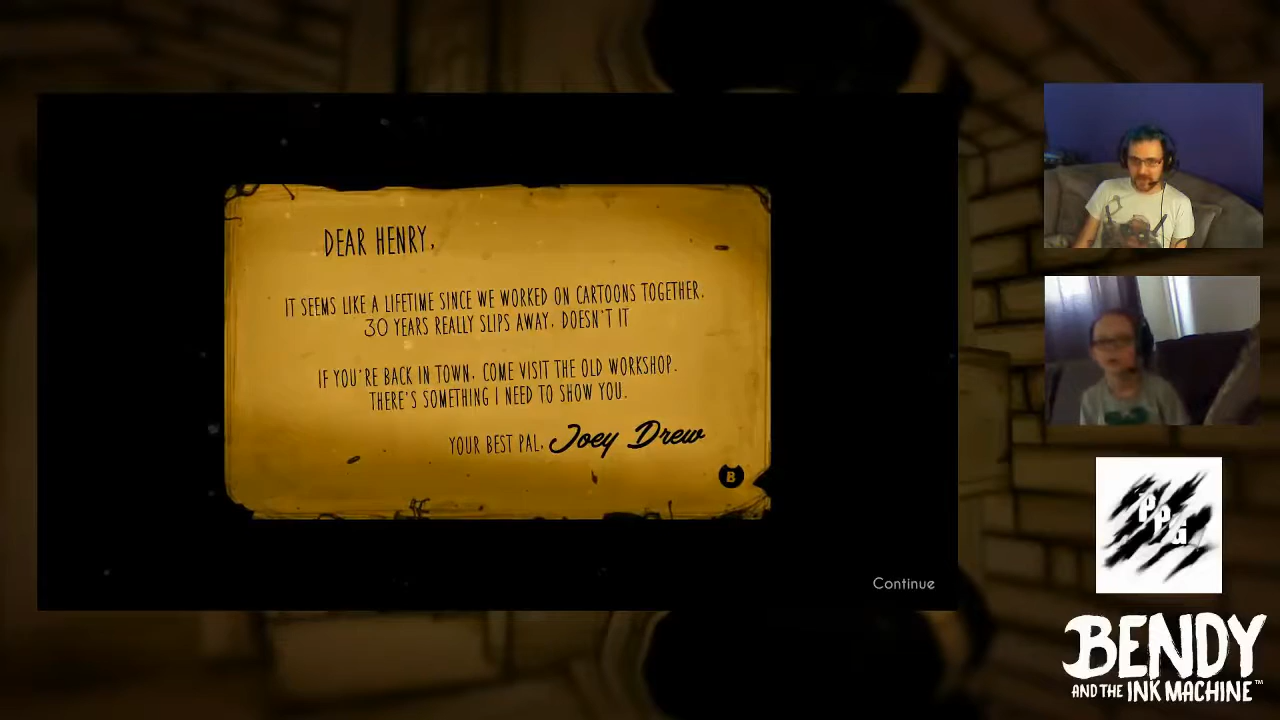 DEAR HENRY,
IT SEEMS LIKE A LIFETIME SINCE WE WORKED ON CARTOONS TOGETHER.
30 YEARS REALLY SLIPS AWAY. DOESN'T IT
IF YOU'RE BACK IN TOWN. COME VISIT THE OLD WORKSHOP.
THERE'S SOMETHING I NEED TO SHOW YOU.
YOUR BEST PAL, Joey Drew
B
Continue
PPG
BENDY
AND THE INK MACHINE™